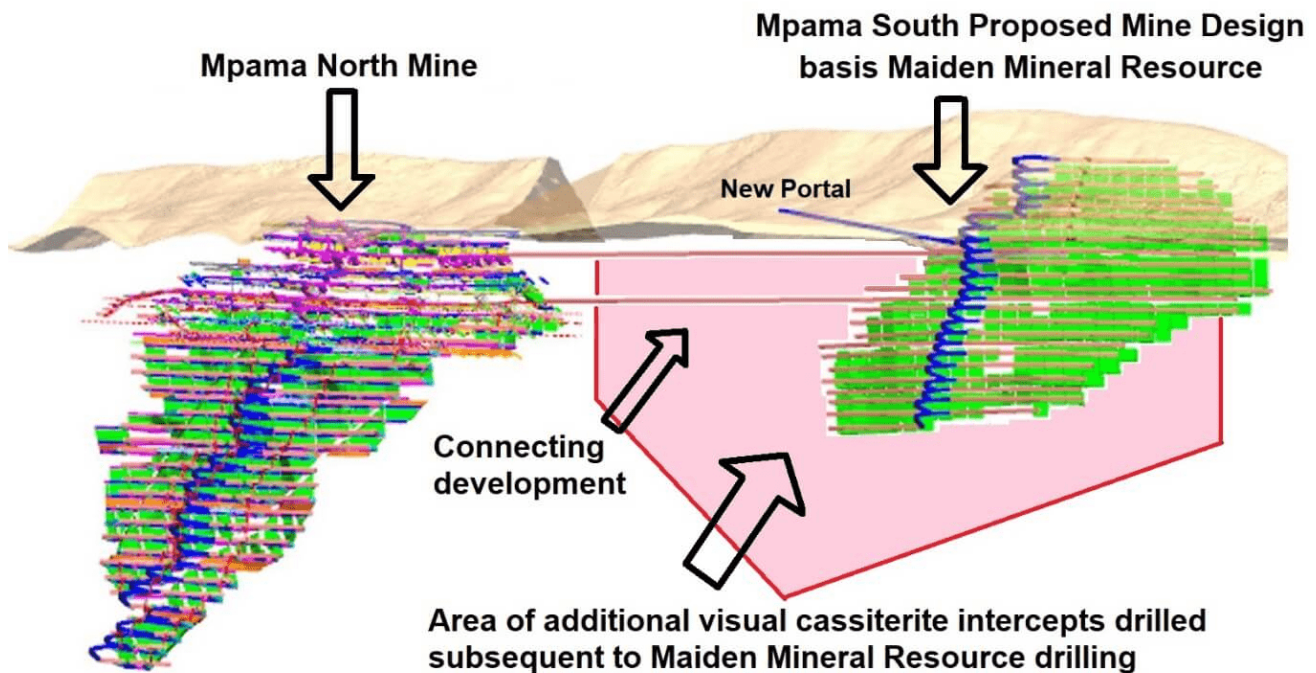 Mpama North Mine
Mpama South Proposed Mine Design
basis Maiden Mineral Resource
New Portal
Connecting
development
Area of additional visual cassiterite intercepts drilled
subsequent to Maiden Mineral Resource drilling